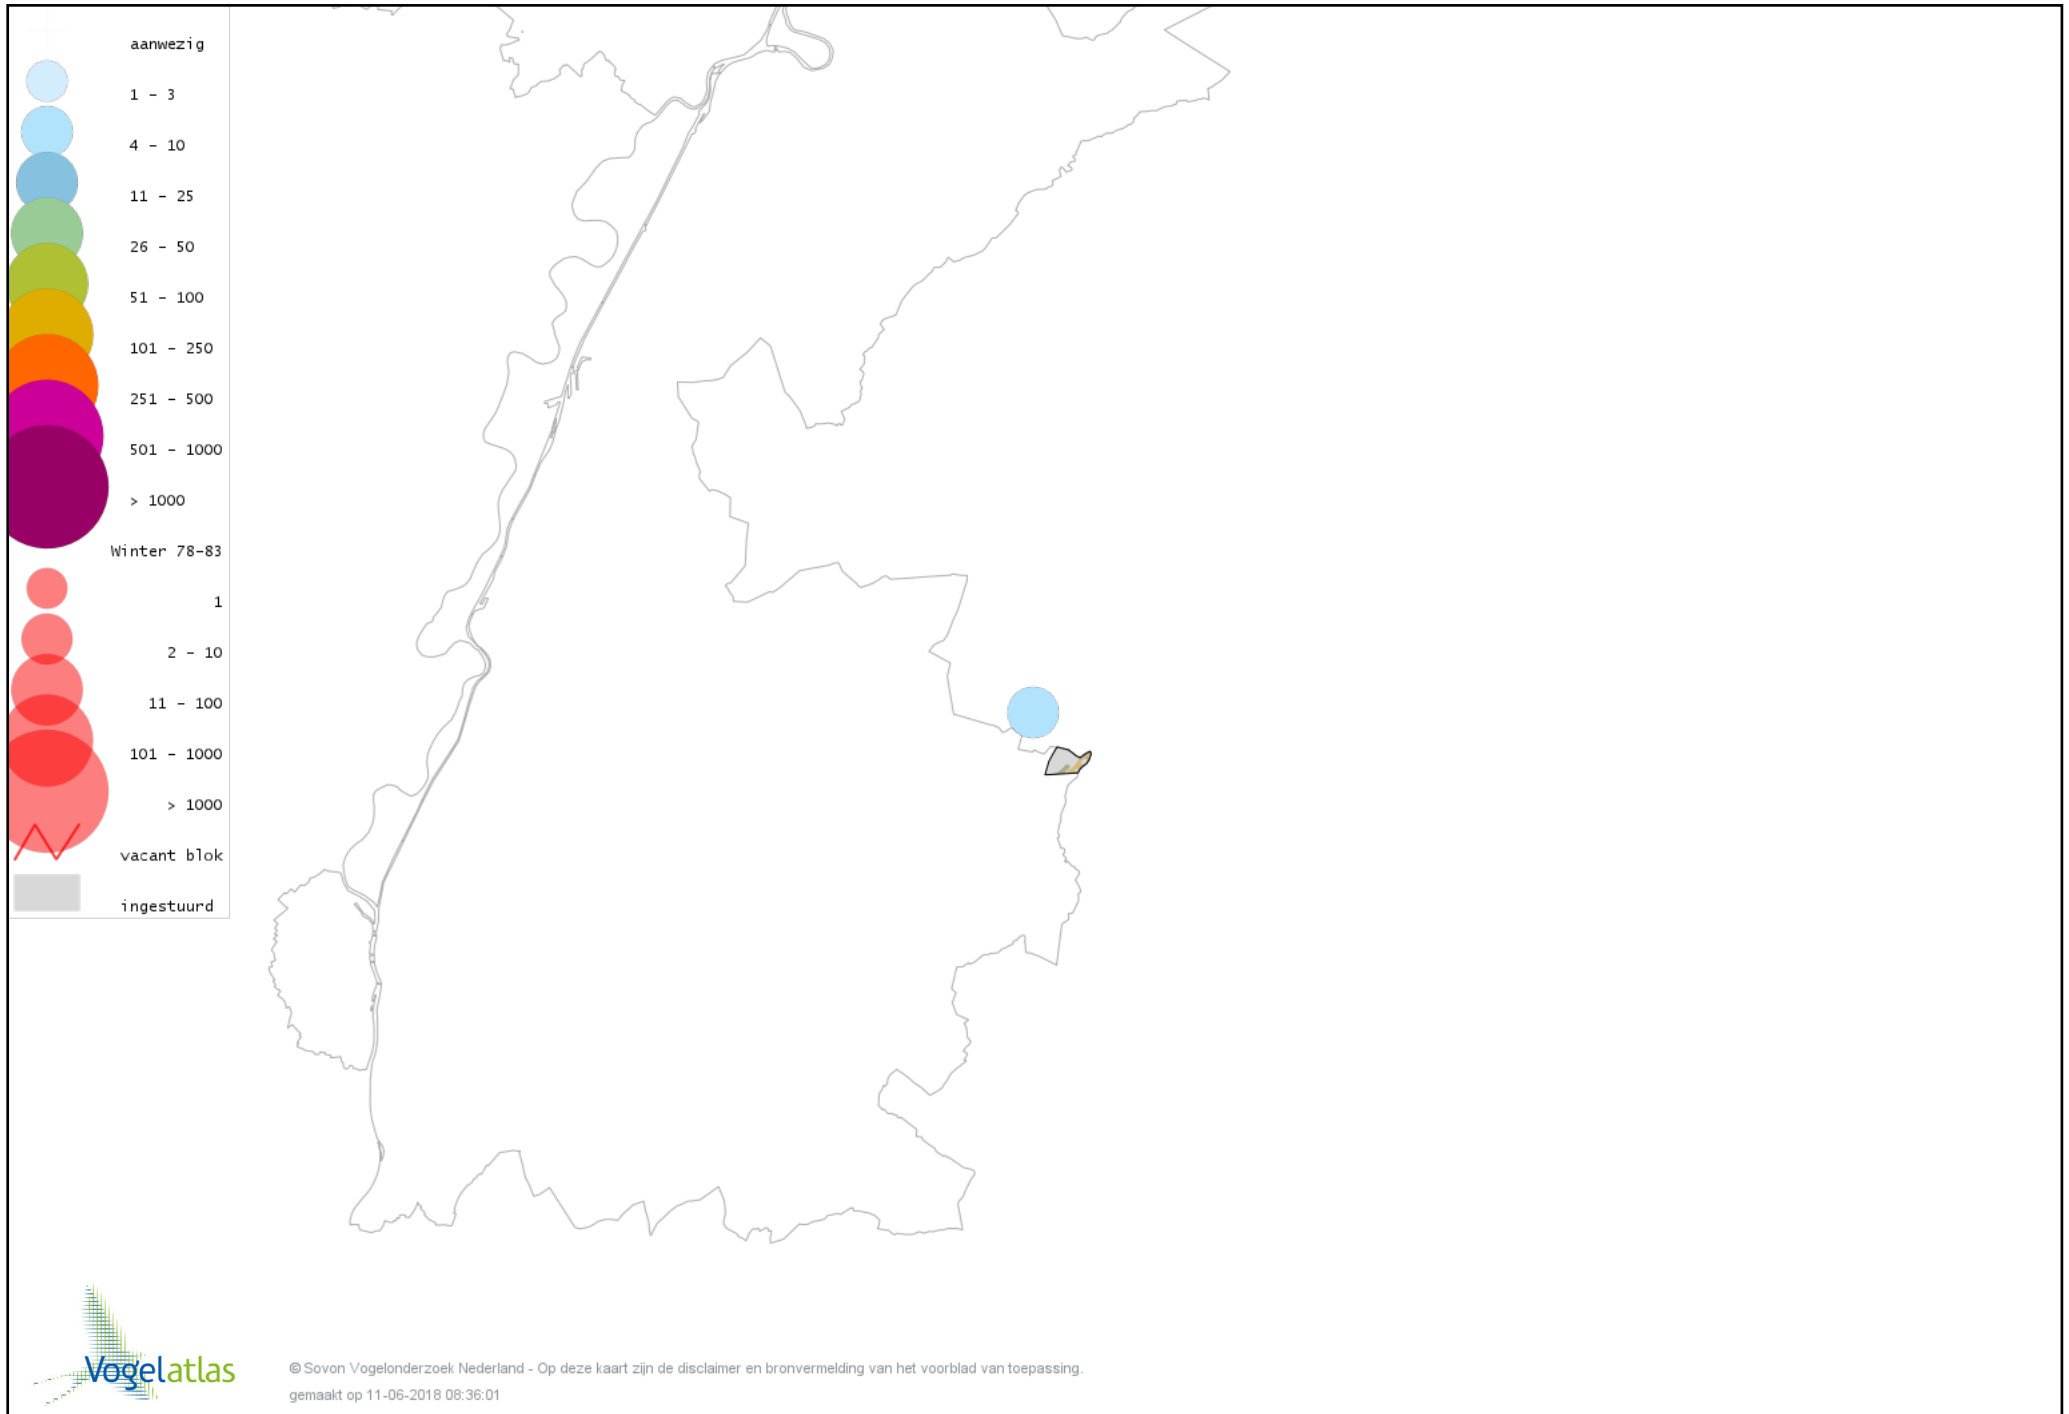 aanwezig
1 - 3
4 - 10
11 - 25
26 - 50
51 - 100
101 - 250
251 - 500
501 - 1000
> 1000
Winter 78-83
1
2 - 10
11 - 100
101 - 1000
> 1000
vacant blok
ingestuurd
Vogelatlas
© Sovon Vogelonderzoek Nederland - Op deze kaart zijn de disclaimer en bronvermelding van het voorblad van toepassing.
gemaakt op 11-06-2018 08:36:01